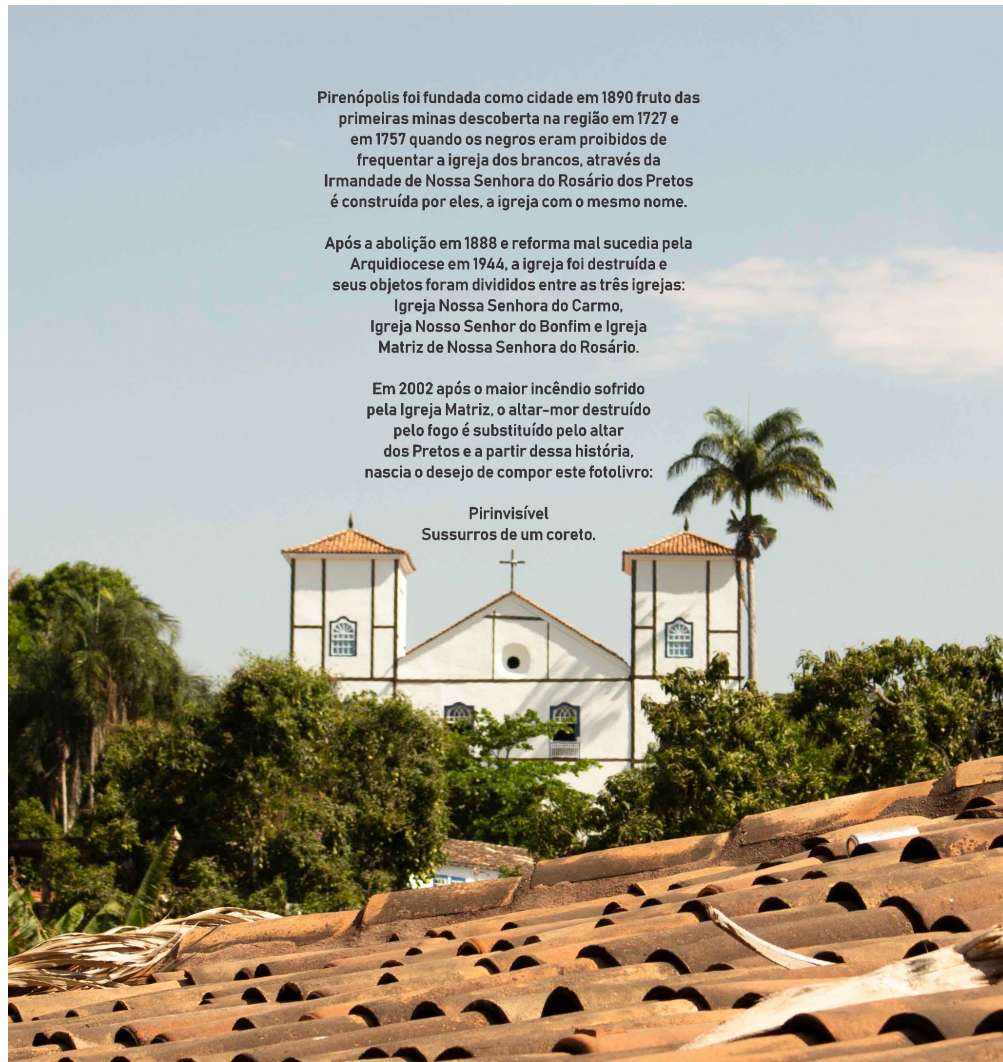 Pirenópolis foi fundada como cidade em 1890 fruto das
primeiras minas descoberta na região em 1727 e
em 1757 quando os negros eram proibidos de
frequentar a igreja dos brancos, através da
Irmandade de Nossa Senhora do Rosário dos Pretos
é construída por eles, a igreja com o mesmo nome.
Após a abolição em 1888 e reforma mal sucedia pela
Arquidiocese em 1944, a igreja foi destruída e
seus objetos foram divididos entre as três igrejas:
Igreja Nossa Senhora do Carmo,
Igreja Nosso Senhor do Bonfim e Igreja
Matriz de Nossa Senhora do Rosário.
Em 2002 após o maior incêndio sofrido
pela Igreja Matriz, o altar-mor destruído
pelo fogo é substituído pelo altar
dos Pretos e a partir dessa história,
nascia o desejo de compor este fotolivro:
Pirinvisível
Sussurros de um coreto.